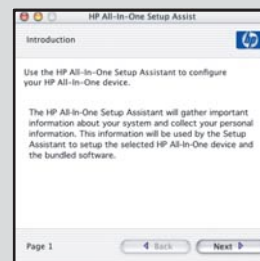 HP All-In-One Setup Assist
Introduction
hp
Use the HP All-In-One Setup Assistant to configure
your HP All-In-One device.
The HP All-In-One Setup Assistant will gather important
information about your system and collect your personal
information. This information will be used by the Setup
Assistant to setup the selected HP All-In-One device and
the bundled software.
Page 1
Back
Next